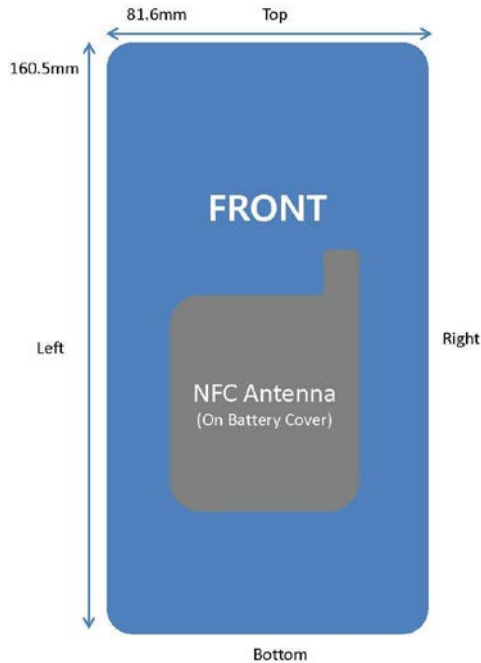 81.6mm
Top
160.5mm
FRONT
Left
Right
NFC Antenna
(On Battery Cover)
Bottom